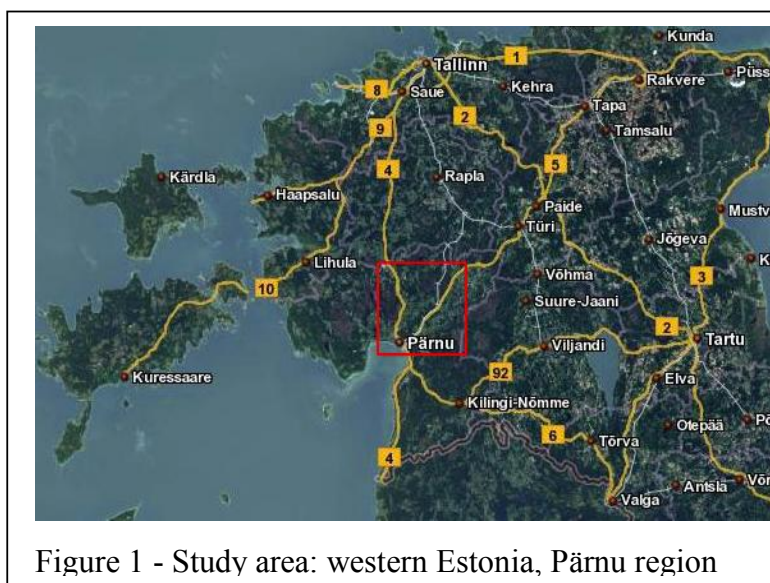 Kunda
1
Tallinn
Püss
8
Saue
Kehra
Rakvere
Tapa
9
2
Tamsalu
4
5
Kärdla
Rapla
Haapsalu
Paide
Mustv
Türi
Jõgeva
Lihula
K
Võhma
3
10
Suure-Jaani
2
Pärnu
Viljandi
Tartu
92
Kuressaare
Elva
Kilingi-Nõmme
Otepää
Põ
6
Tõrva
4
Antsla
Võr
Valga
Figure 1 - Study area: western Estonia, Pärnu region